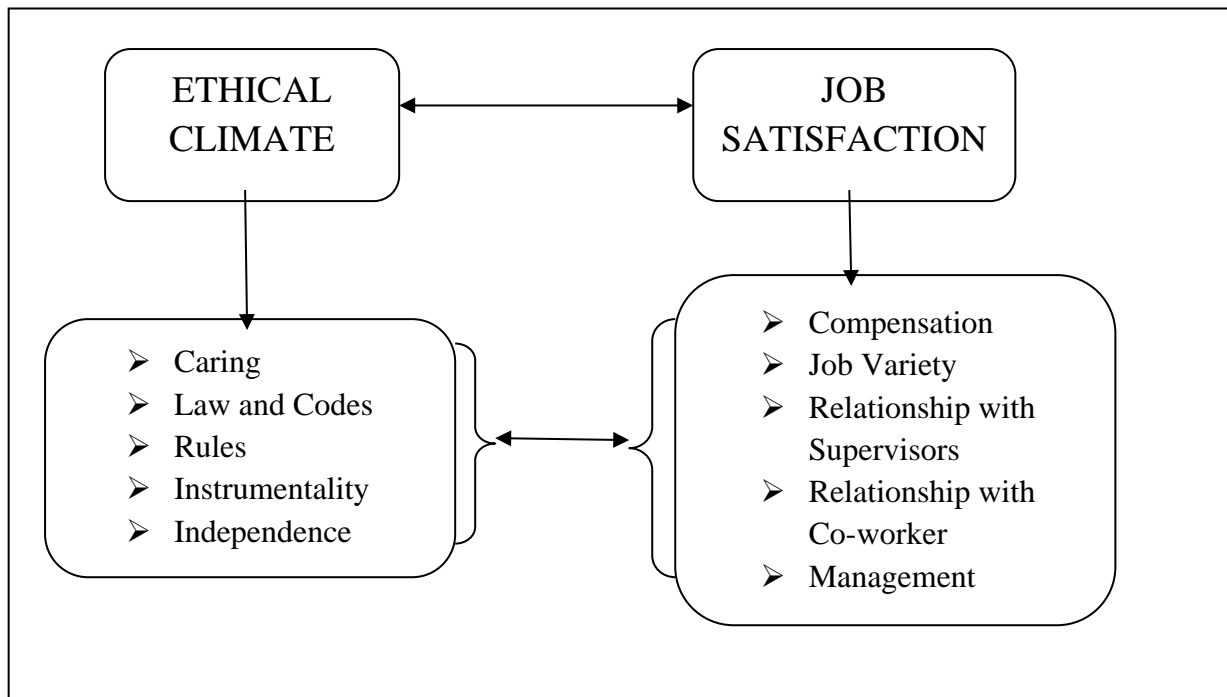 ETHICAL
CLIMATE
JOB
SATISFACTION
➢ Caring
➢ Law and Codes
➢ Rules
➢ Instrumentality
➢ Independence
➢ Compensation
➢ Job Variety
➢ Relationship with
Supervisors
➢ Relationship with
Co-worker
➢ Management